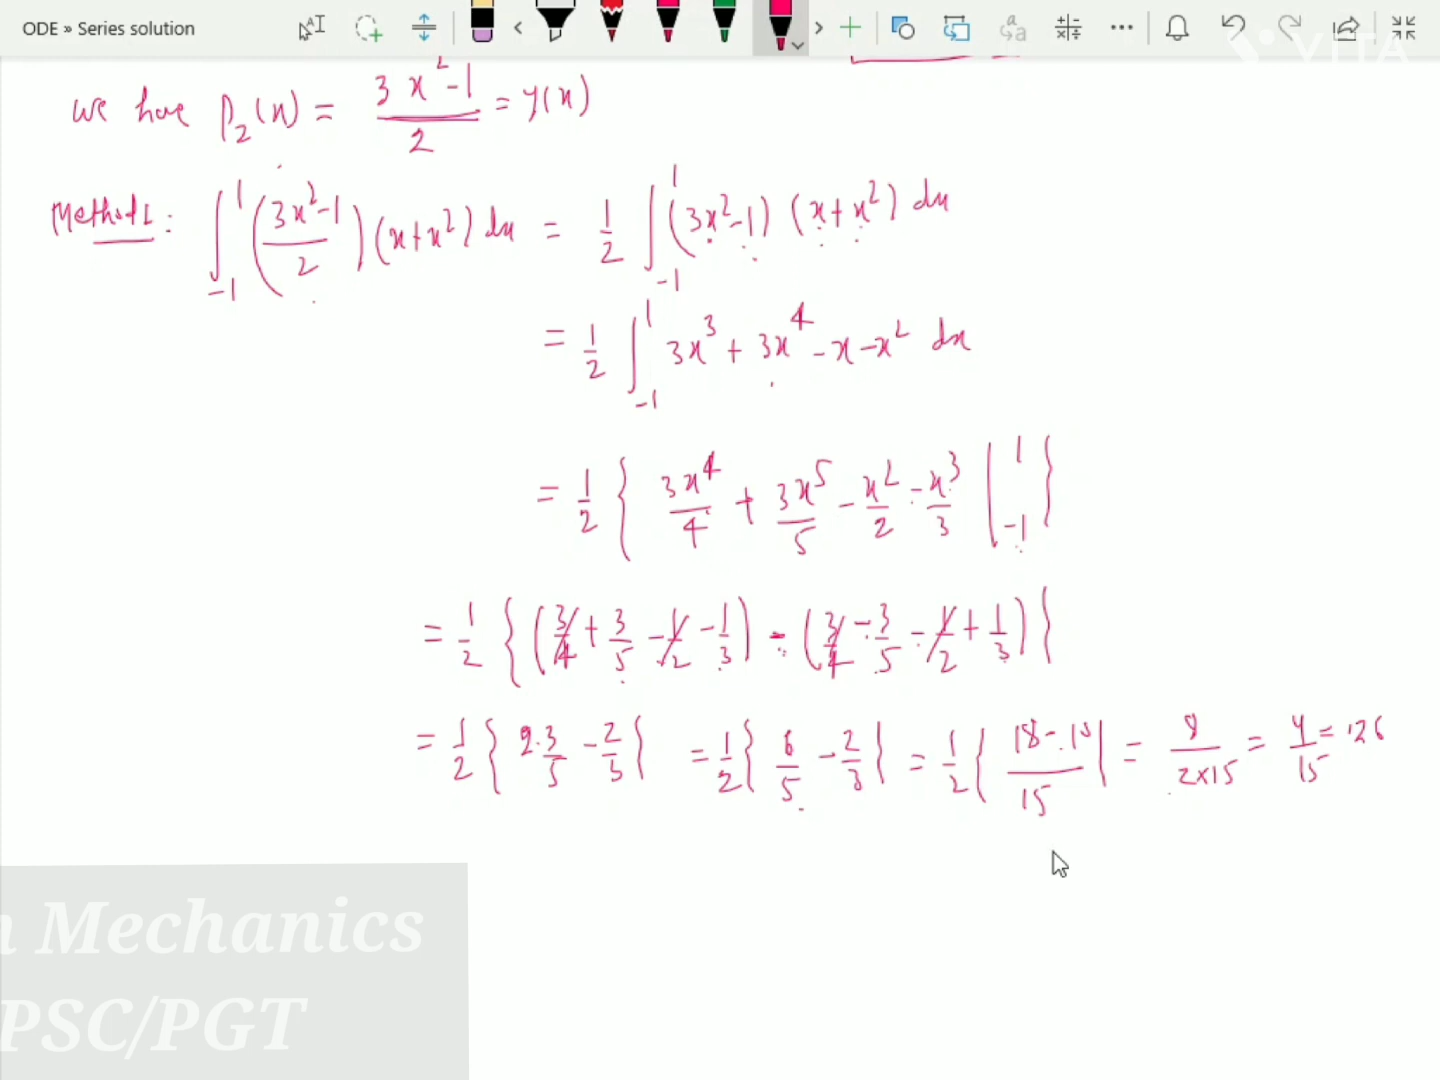 ODE » Series solution
VITA
We have P₂(x) = (3x²-1)/2 = y(x)
Method 1: ∫₋₁¹ ((3x²-1)/2) (x+x²) dx = 1/2 ∫₋₁¹ (3x²-1) (x+x²) dx
= 1/2 ∫₋₁¹ 3x³ + 3x⁴ - x - x² dx
= 1/2 { 3x⁴/4 + 3x⁵/5 - x²/2 - x³/3 |₋₁¹ }
= 1/2 { (3/4 + 3/5 - 1/2 - 1/3) - (3/4 - 3/5 - 1/2 + 1/3) }
= 1/2 { 2·3/5 - 2/3 } = 1/2 { 6/5 - 2/3 } = 1/2 { (18-10)/15 } = 8/(2×15) = 4/15 = ·26
n Mechanics
PSC/PGT